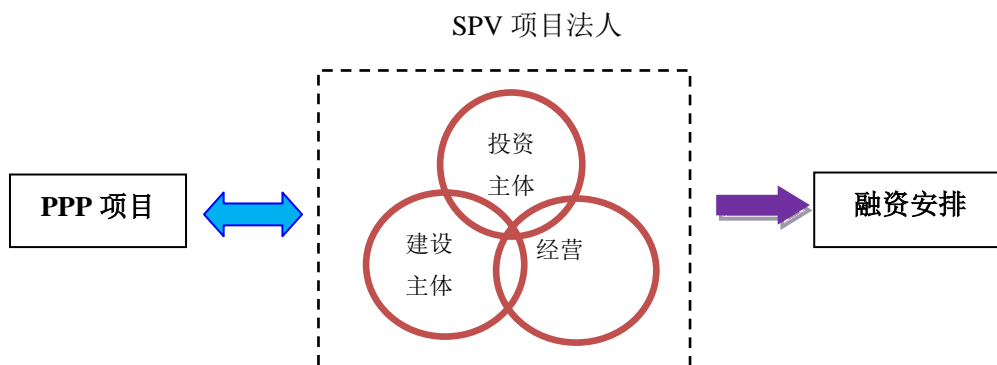 SPV 项目法人
PPP 项目
投资
主体
建设
主体
经营
融资安排